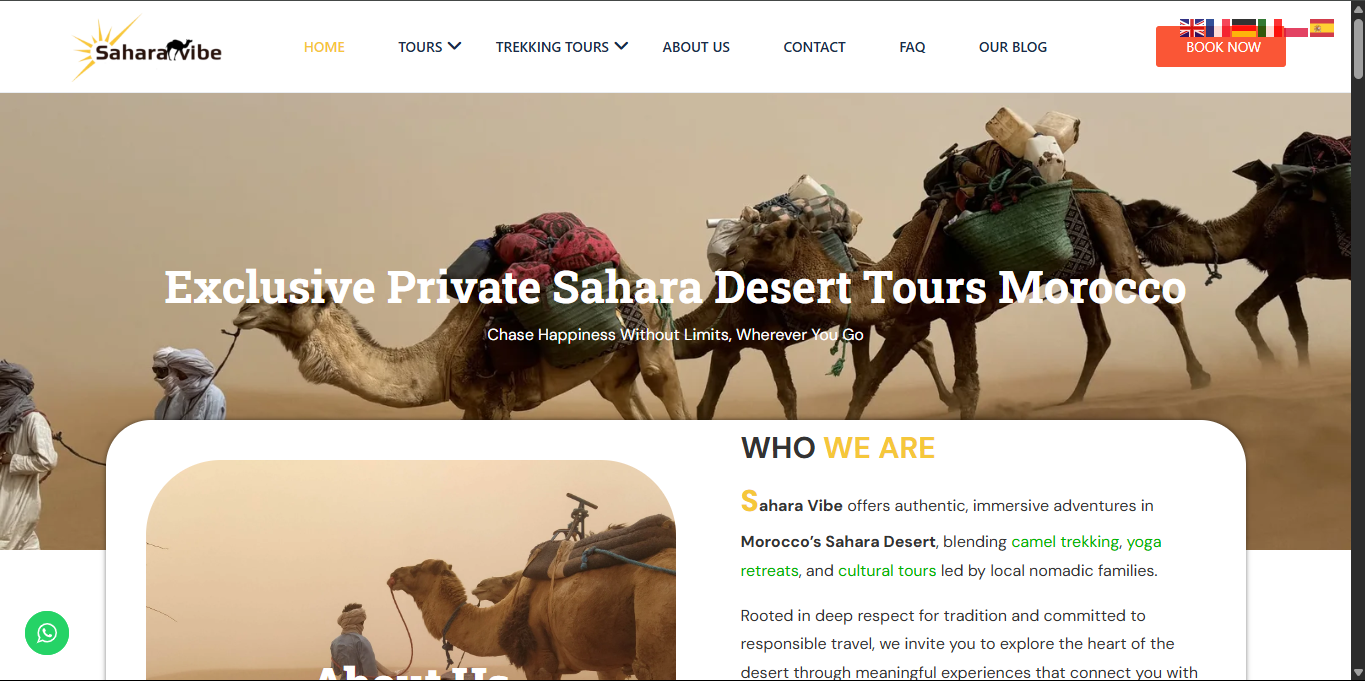 Sahara Vibe
HOME
TOURS
TREKKING TOURS
ABOUT US
CONTACT
FAQ
OUR BLOG
BOOK NOW
Exclusive Private Sahara Desert Tours Morocco
Chase Happiness Without Limits, Wherever You Go
WHO WE ARE
Sahara Vibe offers authentic, immersive adventures in
Morocco’s Sahara Desert, blending camel trekking, yoga
retreats, and cultural tours led by local nomadic families.
Rooted in deep respect for tradition and committed to
responsible travel, we invite you to explore the heart of the
desert through meaningful experiences that connect you with
About Us